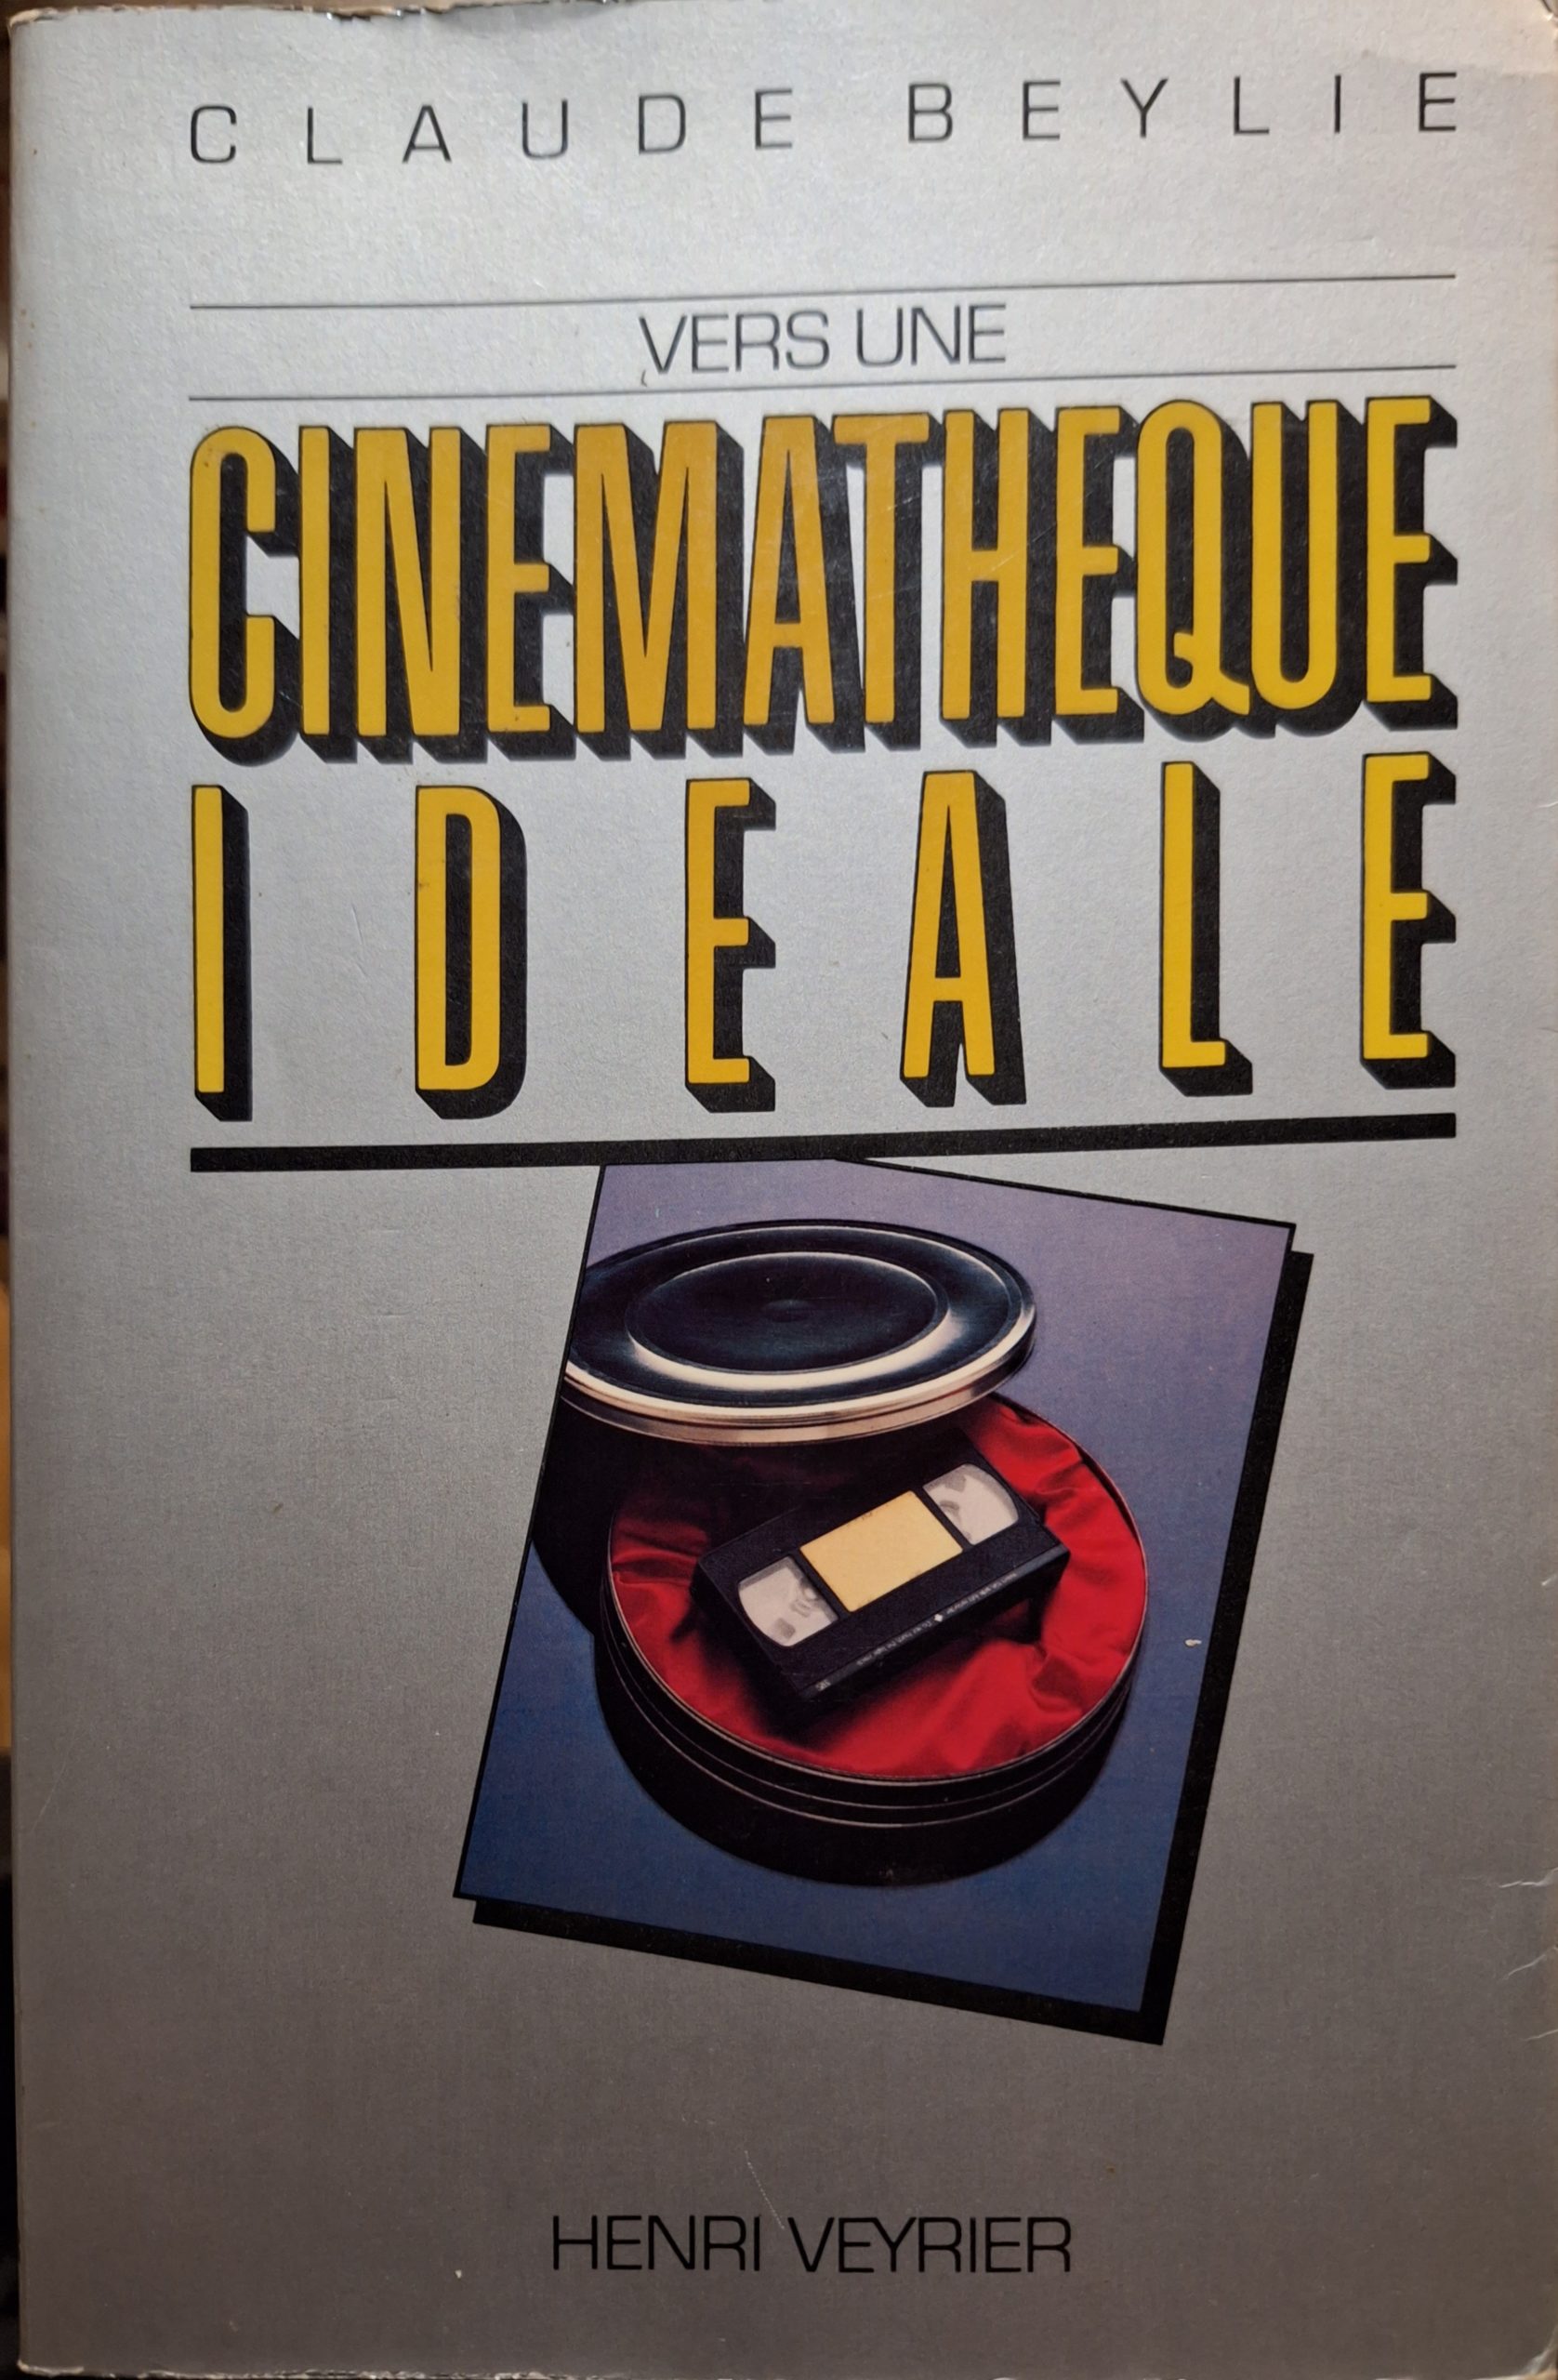 CLAUDE BEYLIE
VERS UNE
CINEMATHEQUE
IDEALE
HENRI VEYRIER